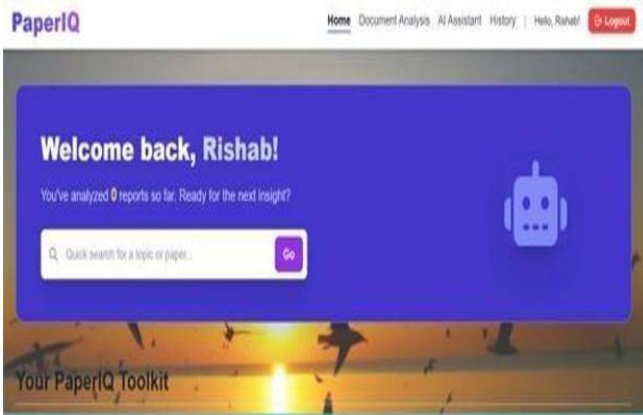 PaperIQ
Home Document Analysis AI Assistant History | Hello, Rishab! Logout
Welcome back, Rishab!
You've analyzed 0 reports so far. Ready for the next insight?
Quick search for a topic or paper... Go
Your PaperIQ Toolkit